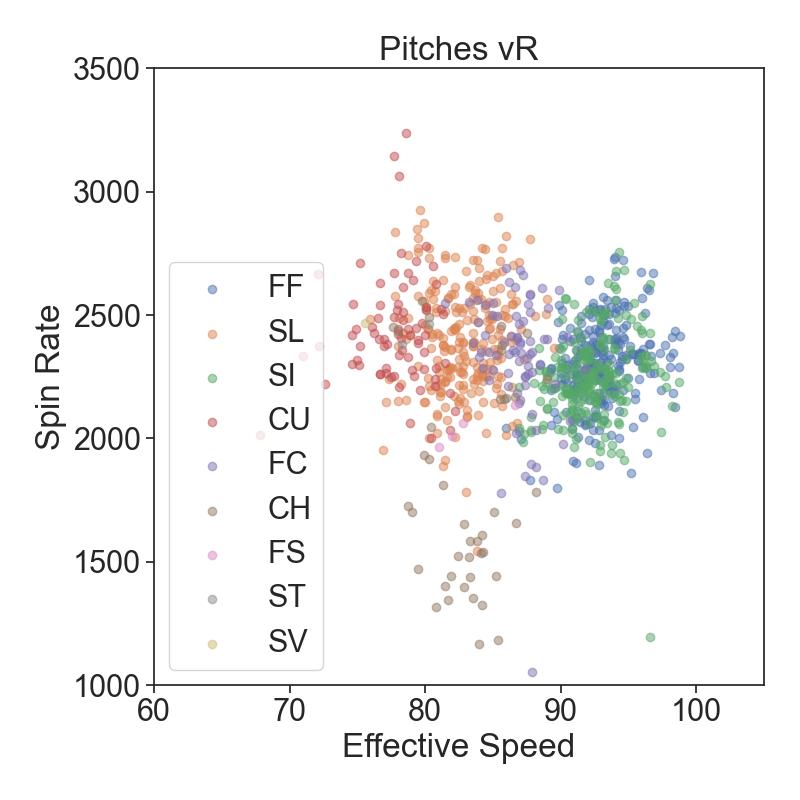 Pitches vR
3500
3000
2500
2000
1500
1000
Spin Rate
FF
SL
SI
CU
FC
CH
FS
ST
SV
60 70 80 90 100
Effective Speed